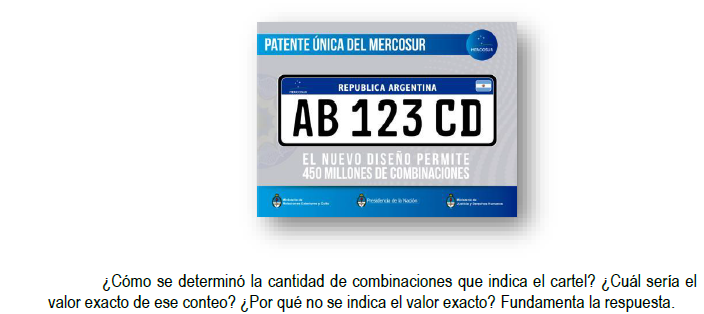 PATENTE ÚNICA DEL MERCOSUR
MERCOSUR
MERCOSUR
REPUBLICA ARGENTINA
AB 123 CD
EL NUEVO DISEÑO PERMITE
450 MILLONES DE COMBINACIONES
Ministerio de
Relaciones Exteriores y Culto
Presidencia de la Nación
Ministerio de
Justicia y Derechos Humanos
¿Cómo se determinó la cantidad de combinaciones que indica el cartel? ¿Cuál sería el
valor exacto de ese conteo? ¿Por qué no se indica el valor exacto? Fundamenta la respuesta.